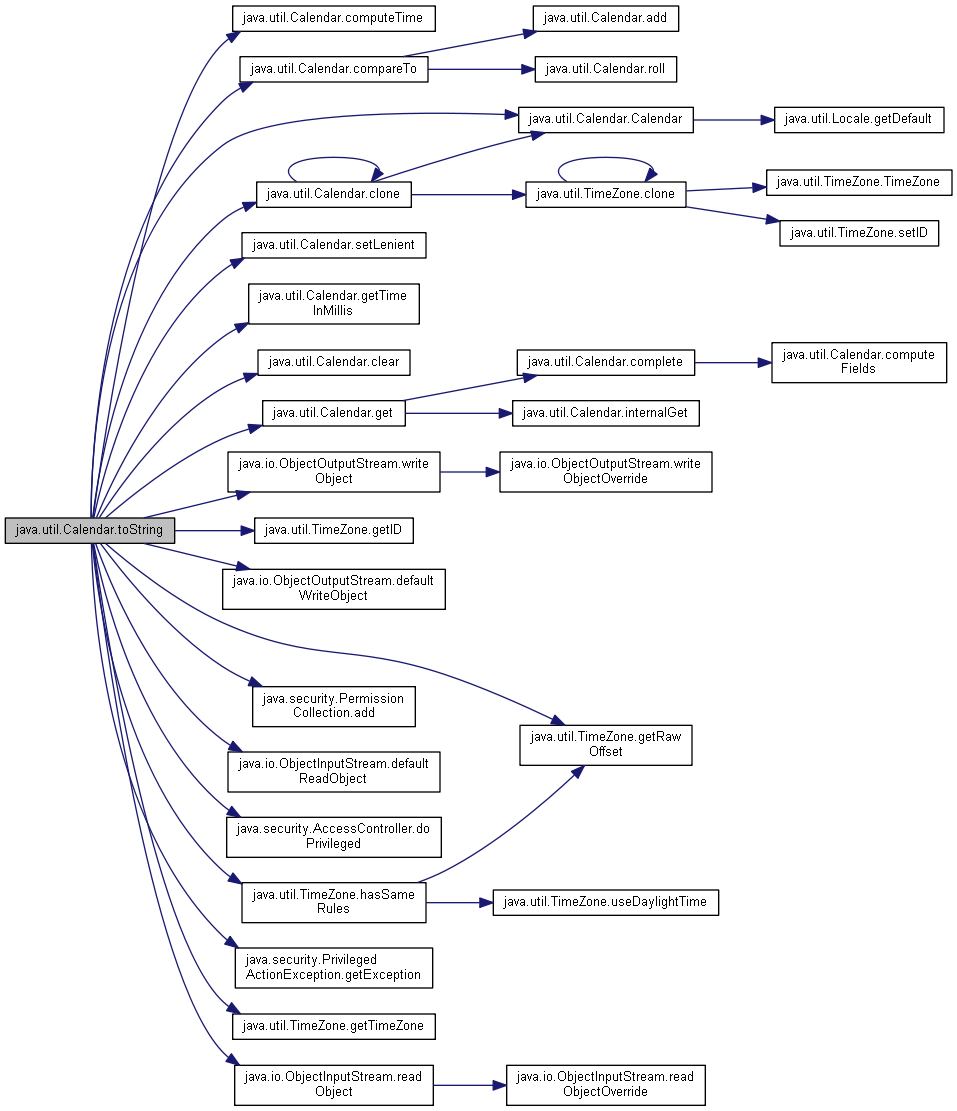 java.util.Calendar.computeTime
java.util.Calendar.add
java.util.Calendar.compareTo
java.util.Calendar.roll
java.util.Calendar.Calendar
java.util.Locale.getDefault
java.util.Calendar.clone
java.util.TimeZone.clone
java.util.TimeZone.TimeZone
java.util.TimeZone.setID
java.util.Calendar.setLenient
java.util.Calendar.getTime
InMillis
java.util.Calendar.clear
java.util.Calendar.complete
java.util.Calendar.compute
Fields
java.util.Calendar.get
java.util.Calendar.internalGet
java.io.ObjectOutputStream.write
Object
java.io.ObjectOutputStream.write
ObjectOverride
java.util.Calendar.toString
java.util.TimeZone.getID
java.io.ObjectOutputStream.default
WriteObject
java.security.Permission
Collection.add
java.util.TimeZone.getRaw
Offset
java.io.ObjectInputStream.default
ReadObject
java.security.AccessController.do
Privileged
java.util.TimeZone.hasSame
Rules
java.util.TimeZone.useDaylightTime
java.security.Privileged
ActionException.getException
java.util.TimeZone.getTimeZone
java.io.ObjectInputStream.read
Object
java.io.ObjectInputStream.read
ObjectOverride